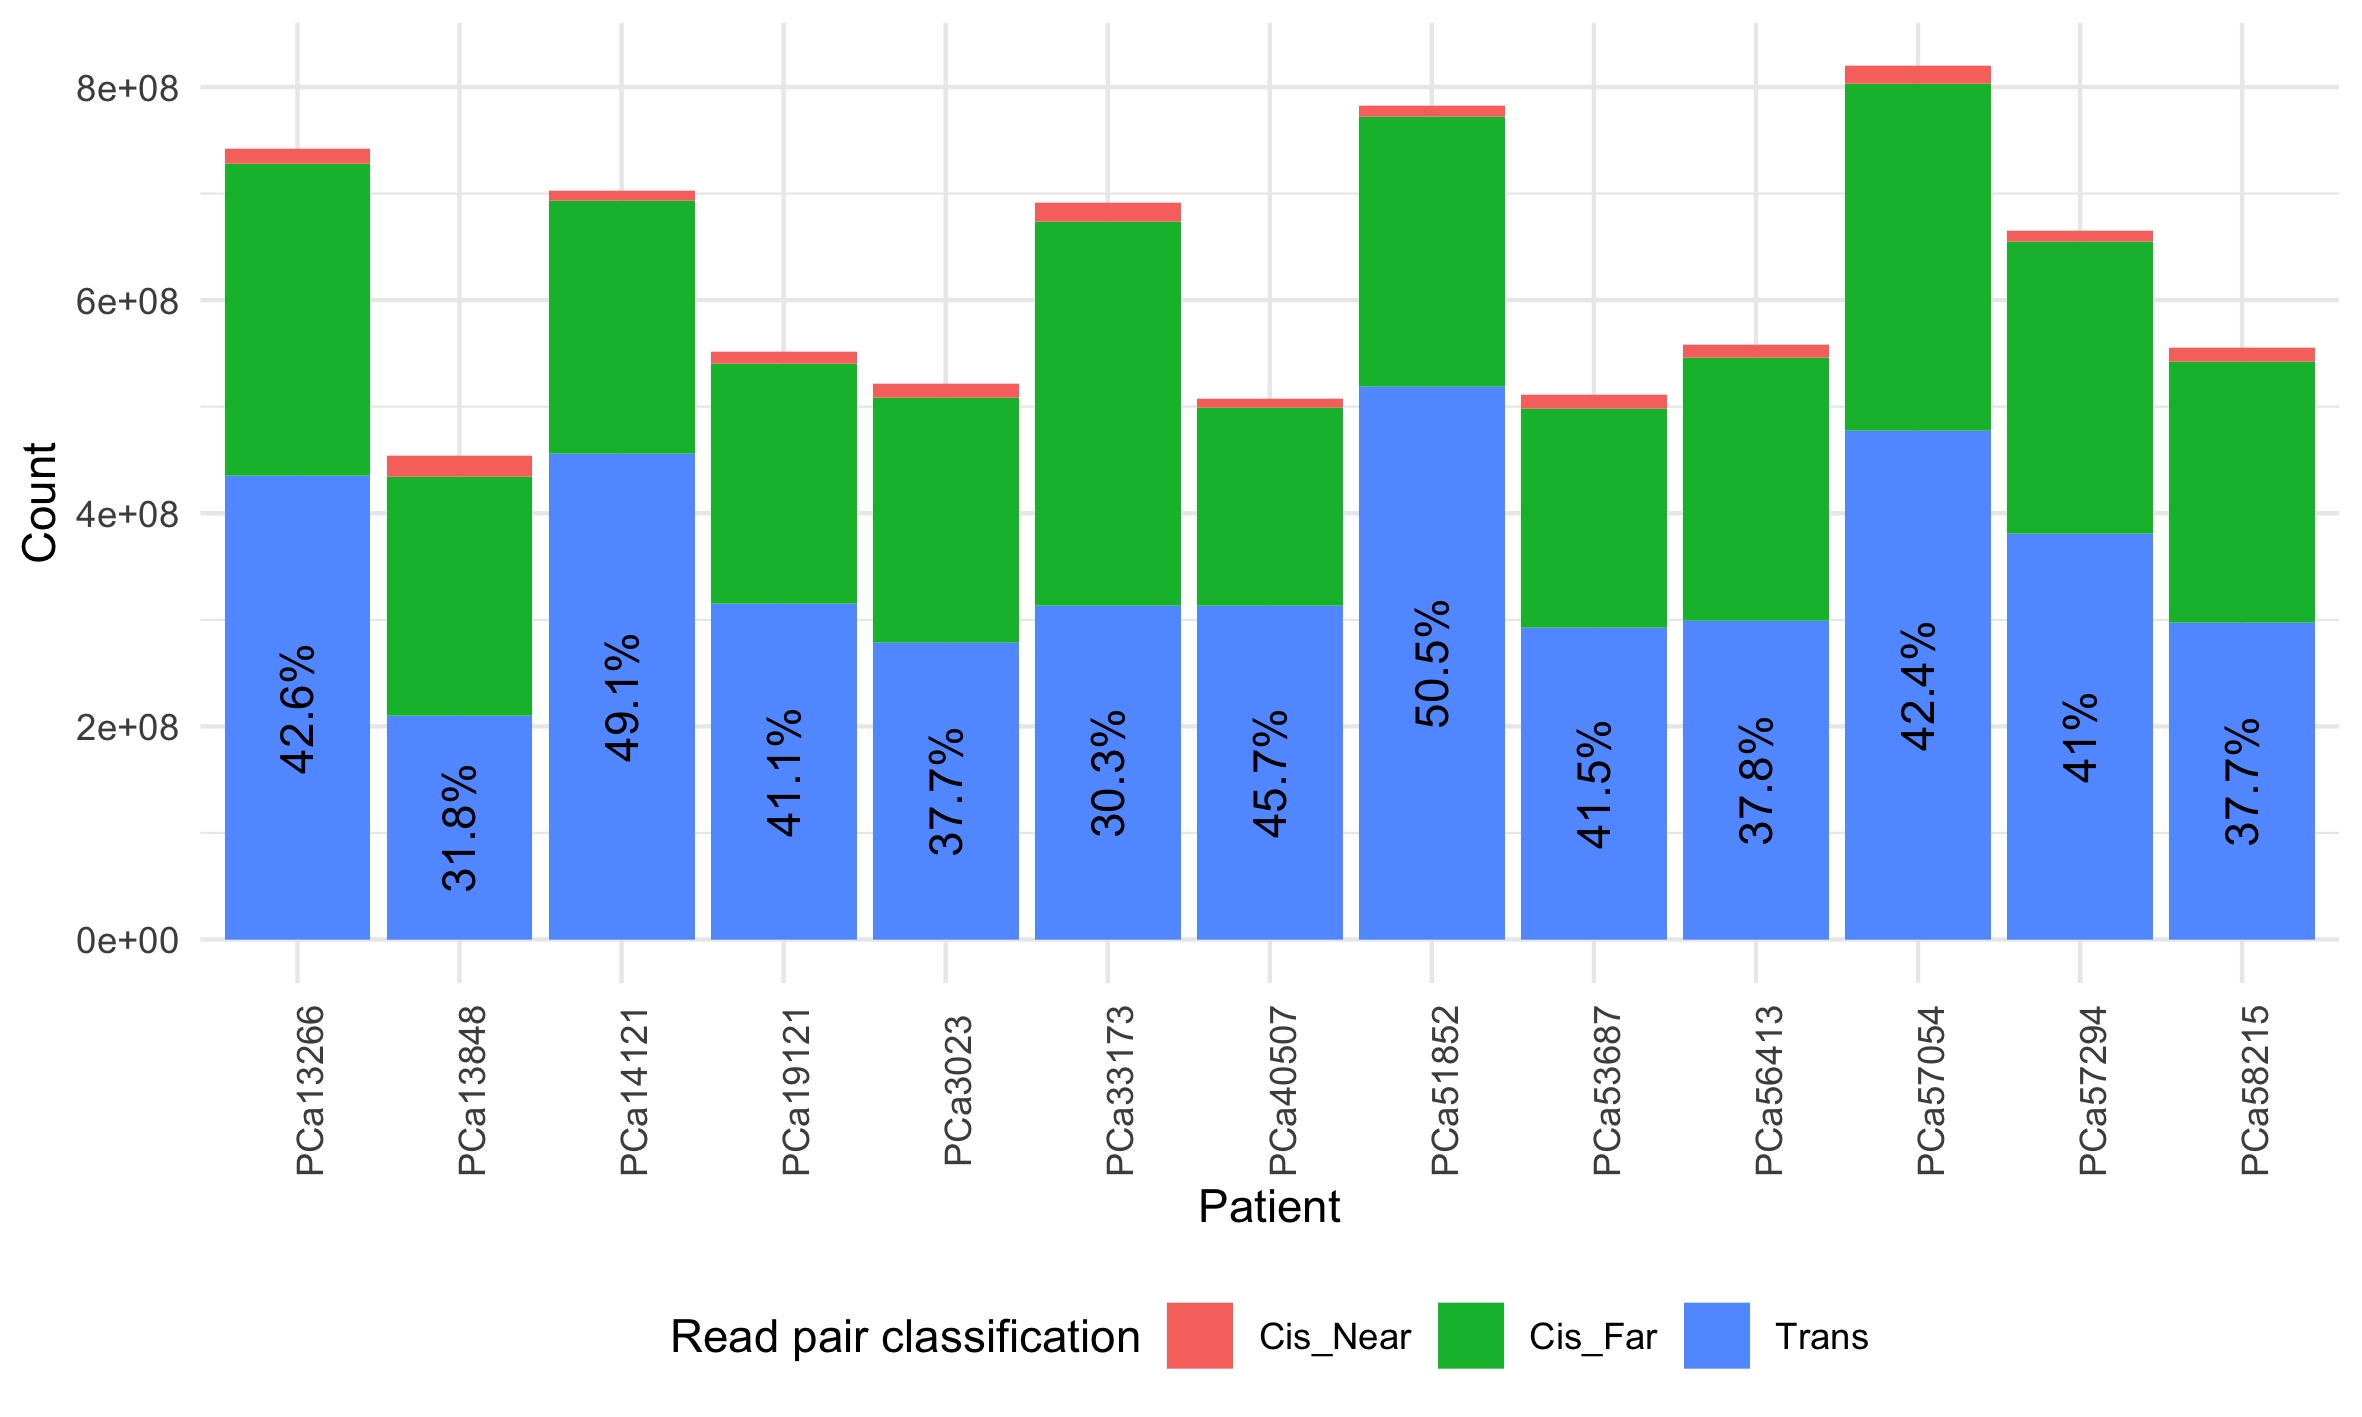 Count
8e+08
6e+08
4e+08
2e+08
0e+00
42.6%
31.8%
49.1%
41.1%
37.7%
30.3%
45.7%
50.5%
41.5%
37.8%
42.4%
41%
37.7%
PCa13266
PCa13848
PCa14121
PCa19121
PCa3023
PCa33173
PCa40507
PCa51852
PCa53687
PCa56413
PCa57054
PCa57294
PCa58215
Patient
Read pair classification Cis_Near Cis_Far Trans